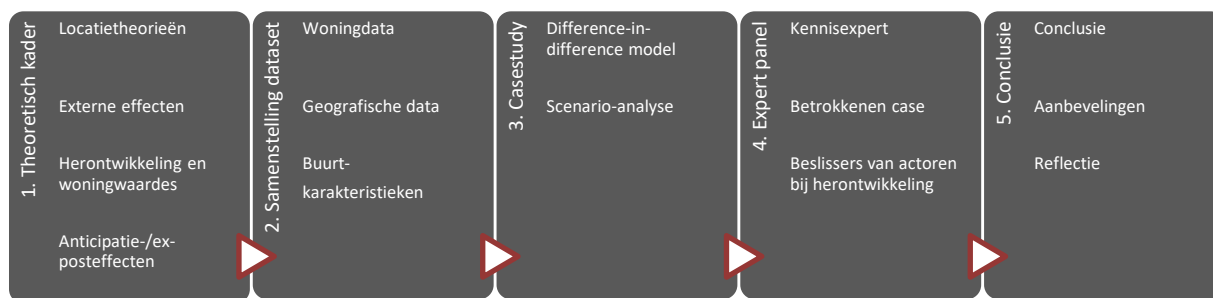 1. Theoretisch kader
Locatietheorieën
Externe effecten
Herontwikkeling en
woningwaardes
Anticipatie-/ex-
posteffecten
2. Samenstelling dataset
Woningdata
Geografische data
Buurt-
karakteristieken
3. Casestudy
Difference-in-
difference model
Scenario-analyse
4. Expert panel
Kennisexpert
Betrokkenen case
Beslissers van actoren
bij herontwikkeling
5. Conclusie
Conclusie
Aanbevelingen
Reflectie